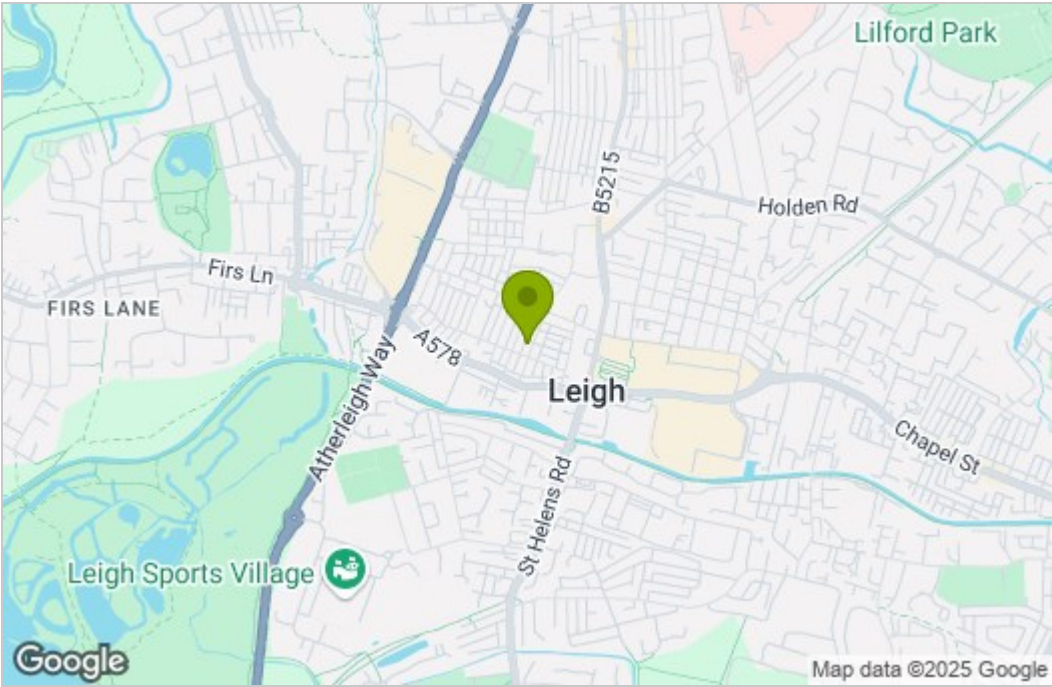 Lilford Park
B5215
Holden Rd
Firs Ln
FIRS LANE
A578
Leigh
Atherleigh Way
Chapel St
St Helens Rd
Leigh Sports Village
Google
Map data ©2025 Google